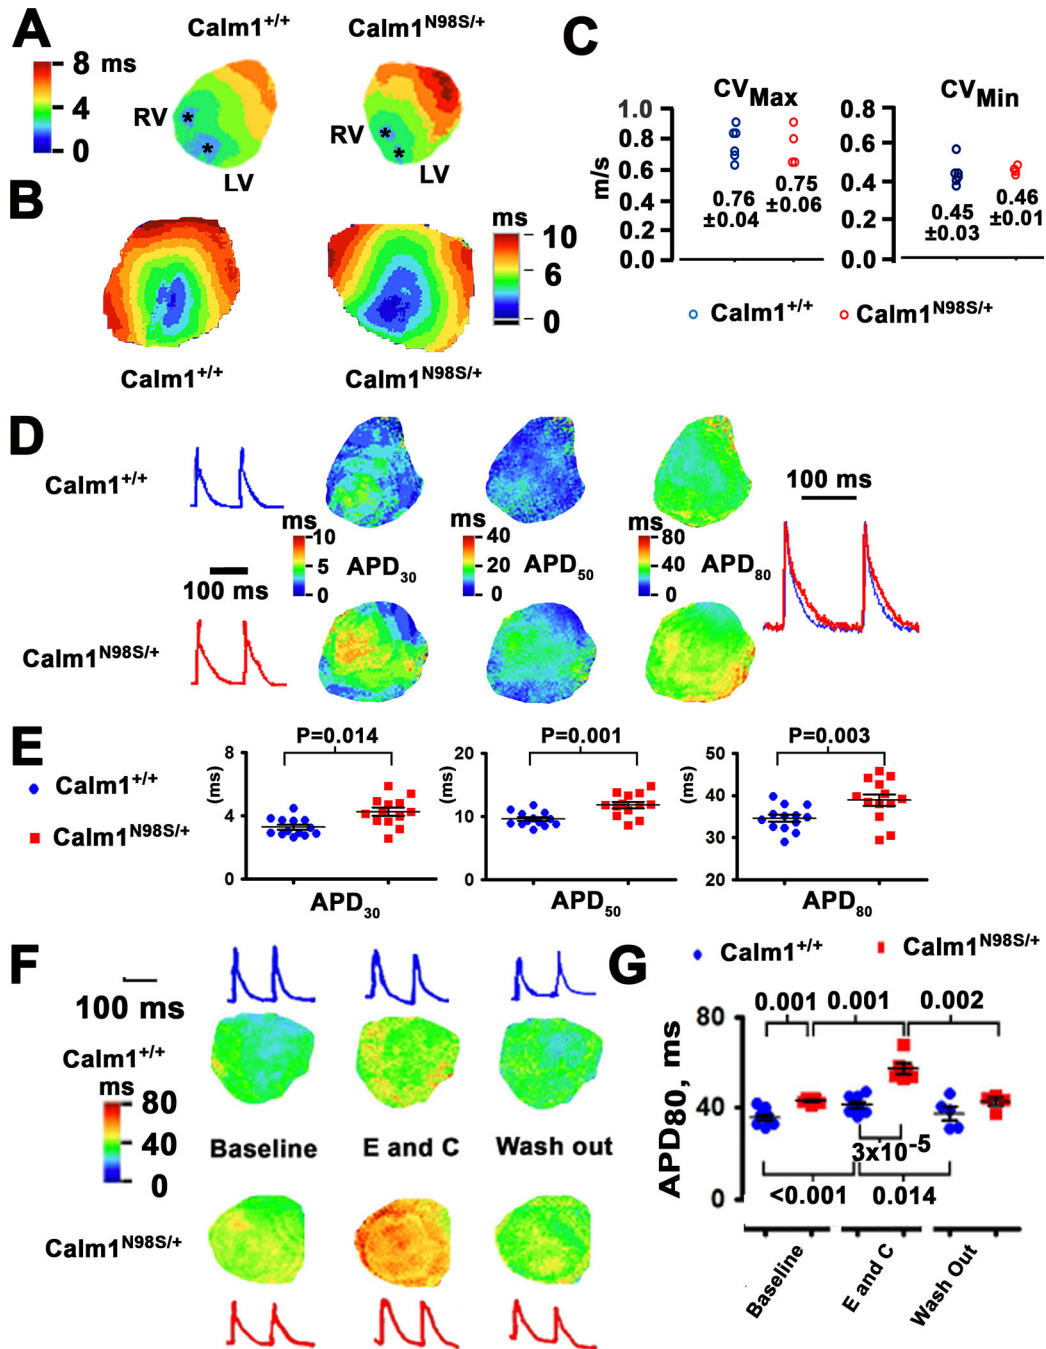 A
Calm1+/+
Calm1N98S/+
8 ms
4
0
RV
*
*
LV
RV
*
*
LV
B
ms
10
6
0
Calm1+/+
Calm1N98S/+
C
CVMax
CVMin
m/s
1.0
0.8
0.6
0.4
0.2
0.0
0.76
±0.04
0.75
±0.06
0.8
0.6
0.4
0.2
0.0
0.45
±0.03
0.46
±0.01
Calm1+/+
Calm1N98S/+
D
Calm1+/+
100 ms
ms
10
5
0
APD30
ms
40
20
0
APD50
ms
80
40
0
APD80
100 ms
Calm1N98S/+
E
Calm1+/+
Calm1N98S/+
P=0.014
(ms)
8
4
0
APD30
P=0.001
(ms)
20
10
0
APD50
P=0.003
(ms)
50
40
30
20
APD80
F
100 ms
Calm1+/+
ms
80
40
0
Baseline
E and C
Wash out
Calm1N98S/+
G
Calm1+/+
Calm1N98S/+
0.001
0.001
0.002
APD80, ms
80
40
0
3x10-5
<0.001
0.014
Baseline
E and C
Wash Out